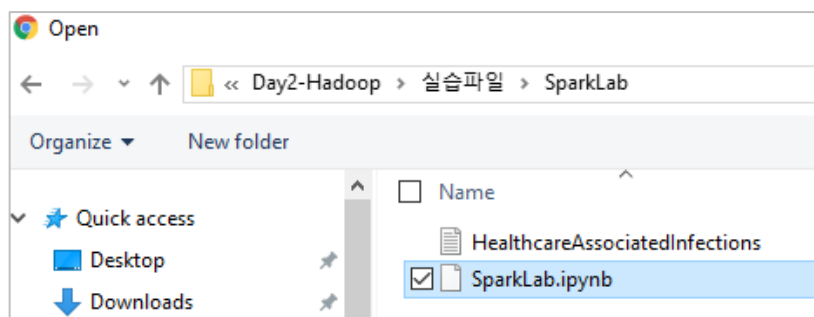 Open
« Day2-Hadoop > 실습파일 > SparkLab
Organize New folder
Name
Quick access
HealthcareAssociatedInfections
Desktop
SparkLab.ipynb
Downloads